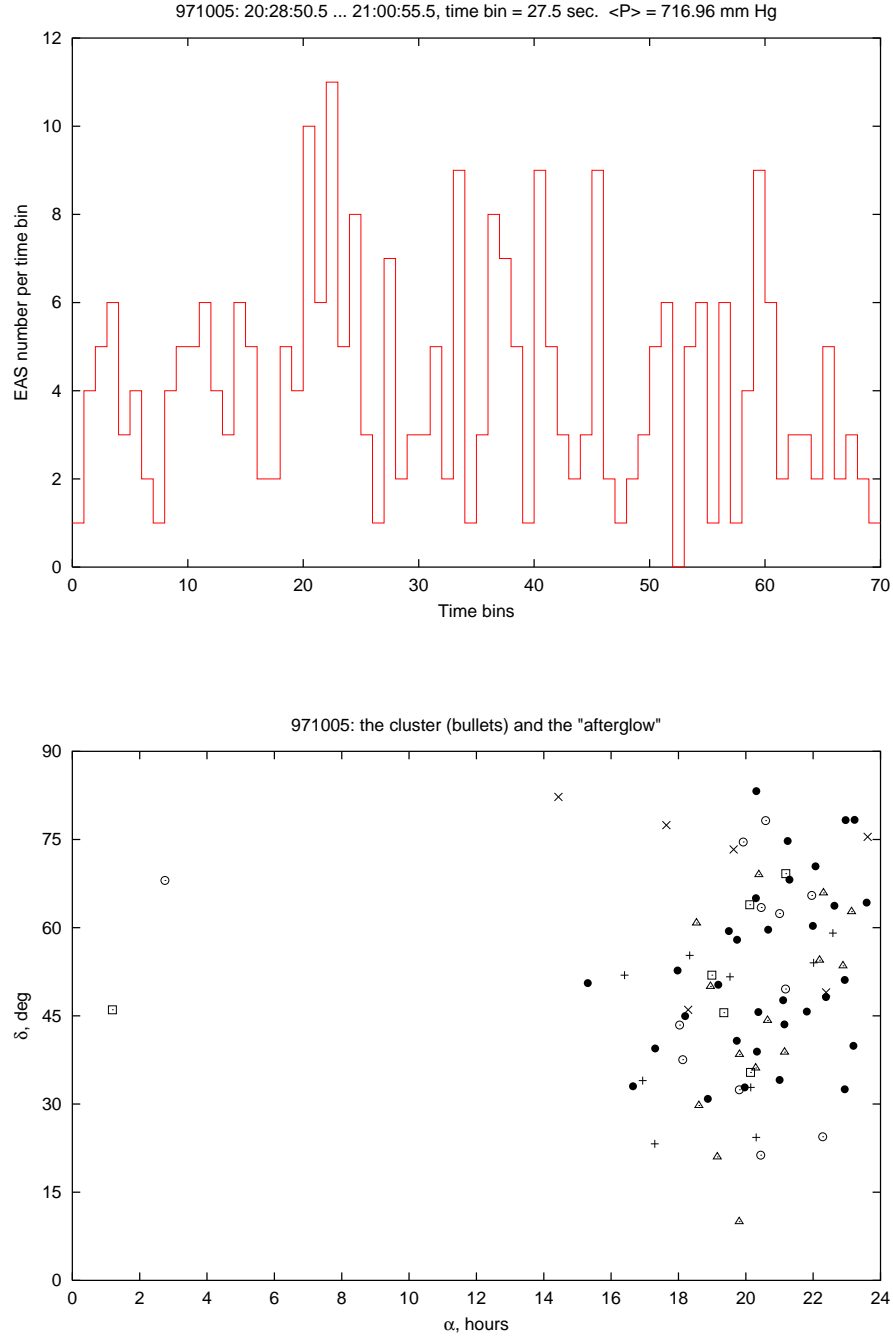 971005: 20:28:50.5 ... 21:00:55.5, time bin = 27.5 sec.  <P> = 716.96 mm Hg
12
10
8
6
4
2
0
EAS number per time bin
0 10 20 30 40 50 60 70
Time bins
971005: the cluster (bullets) and the "afterglow"
90
75
60
45
30
15
0
δ, deg
0 2 4 6 8 10 12 14 16 18 20 22 24
α, hours